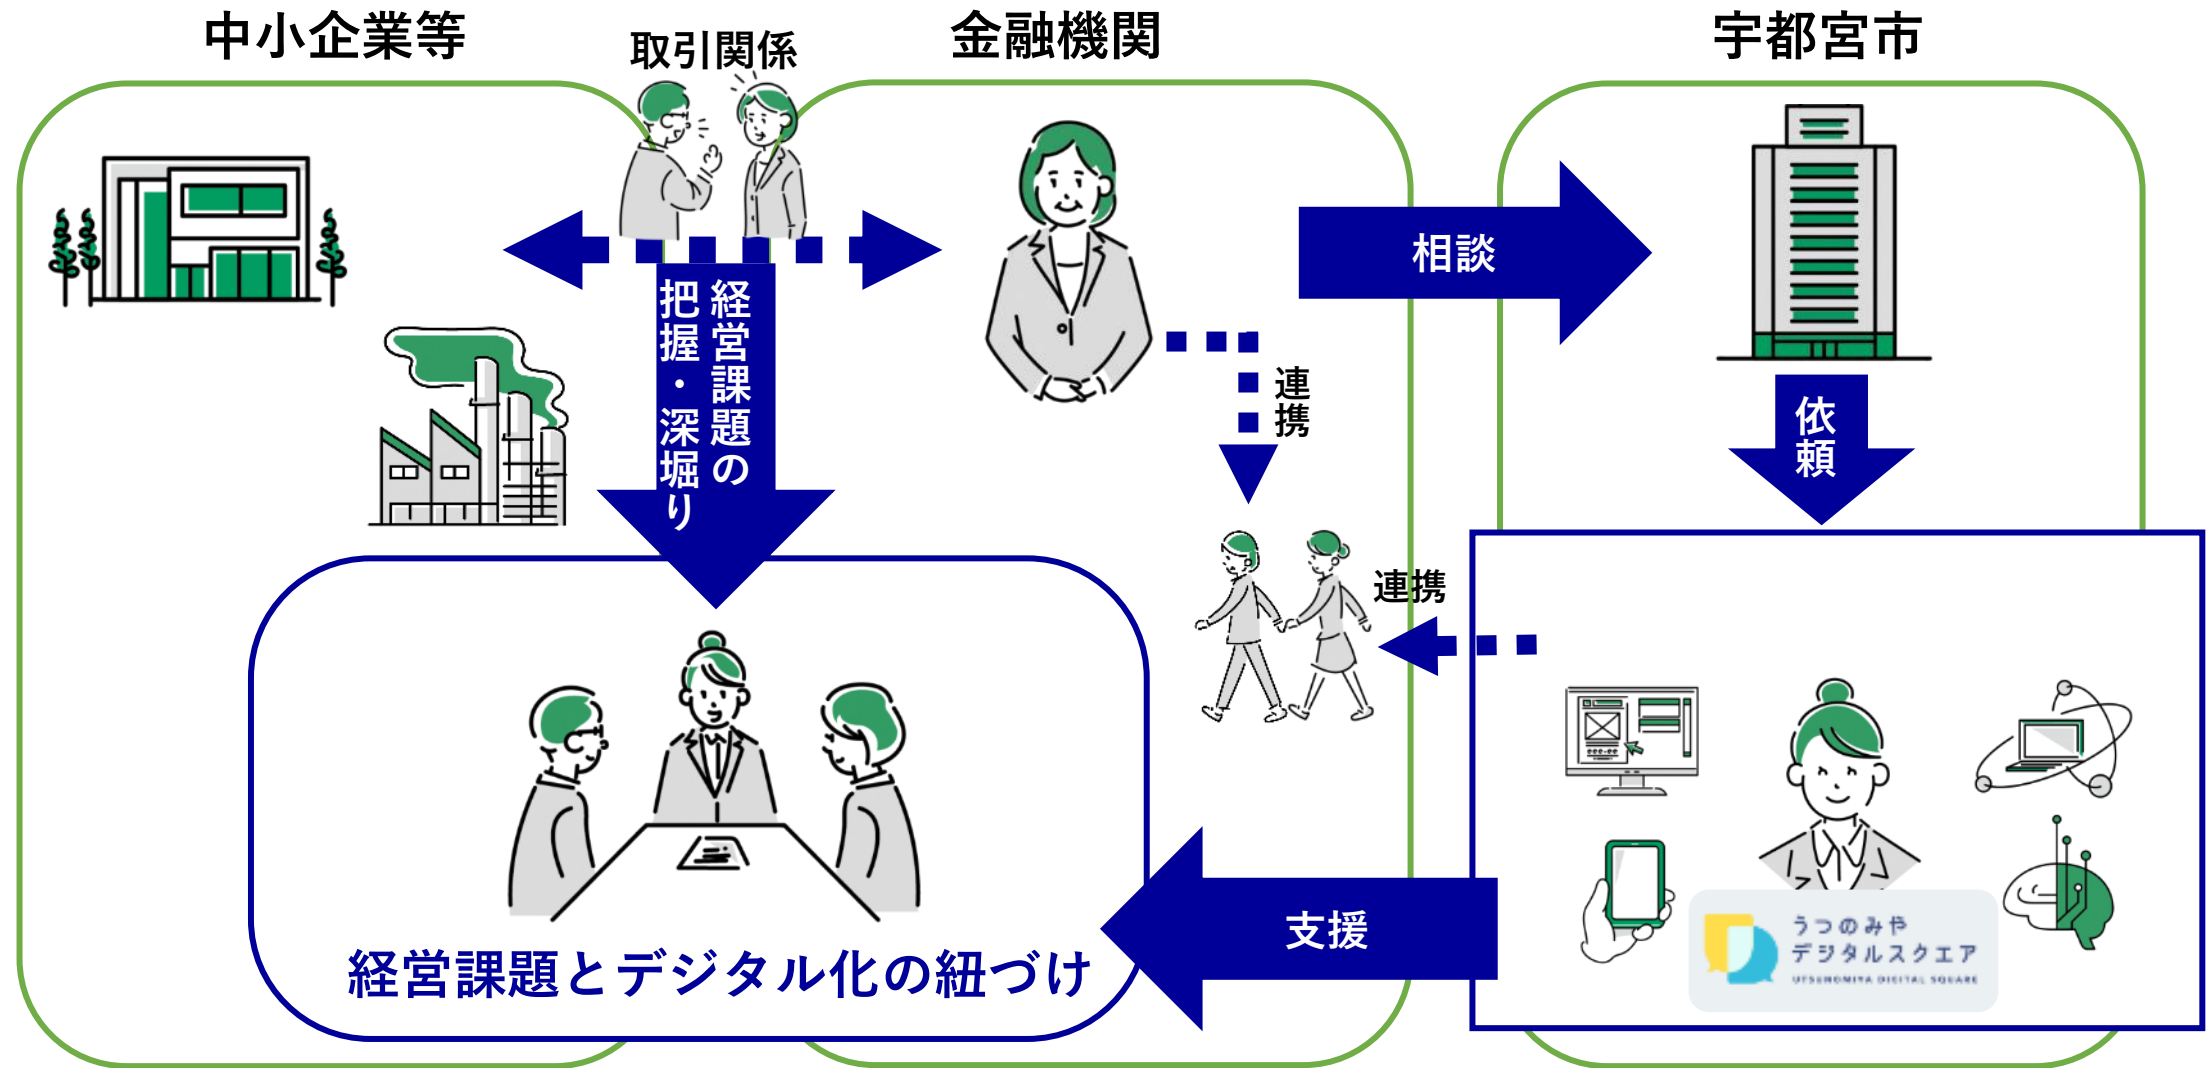 中小企業等
取引関係
金融機関
宇都宮市
相談
経営課題の
把握・深堀り
連携
依頼
連携
支援
経営課題とデジタル化の紐づけ
うつのみや
デジタルスクエア
UTSUNOMIYA DIGITAL SQUARE